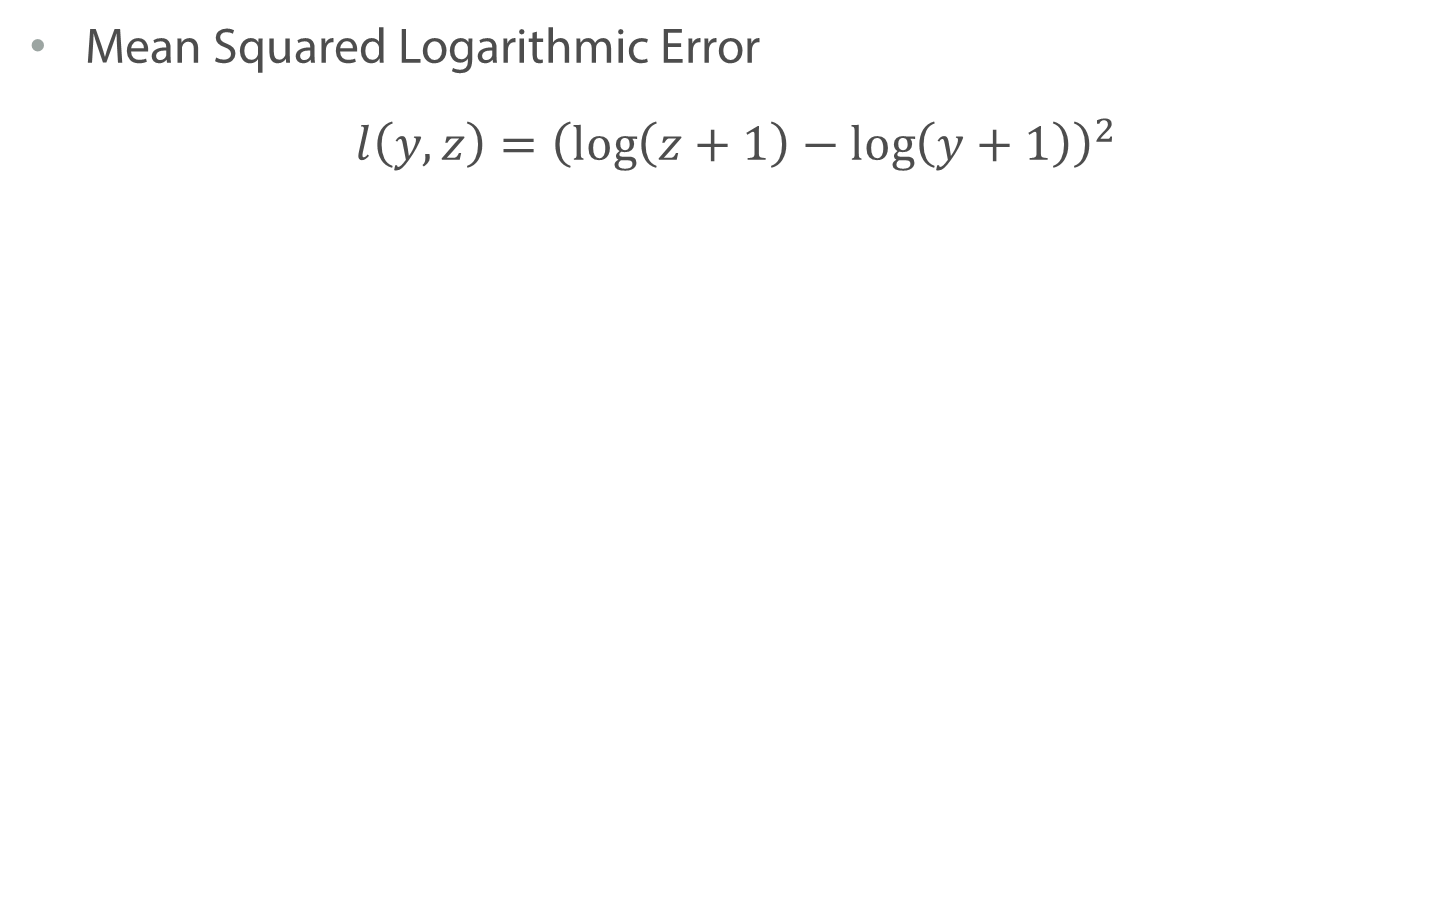 • Mean Squared Logarithmic Error
l(y, z) = (log(z + 1) − log(y + 1))²